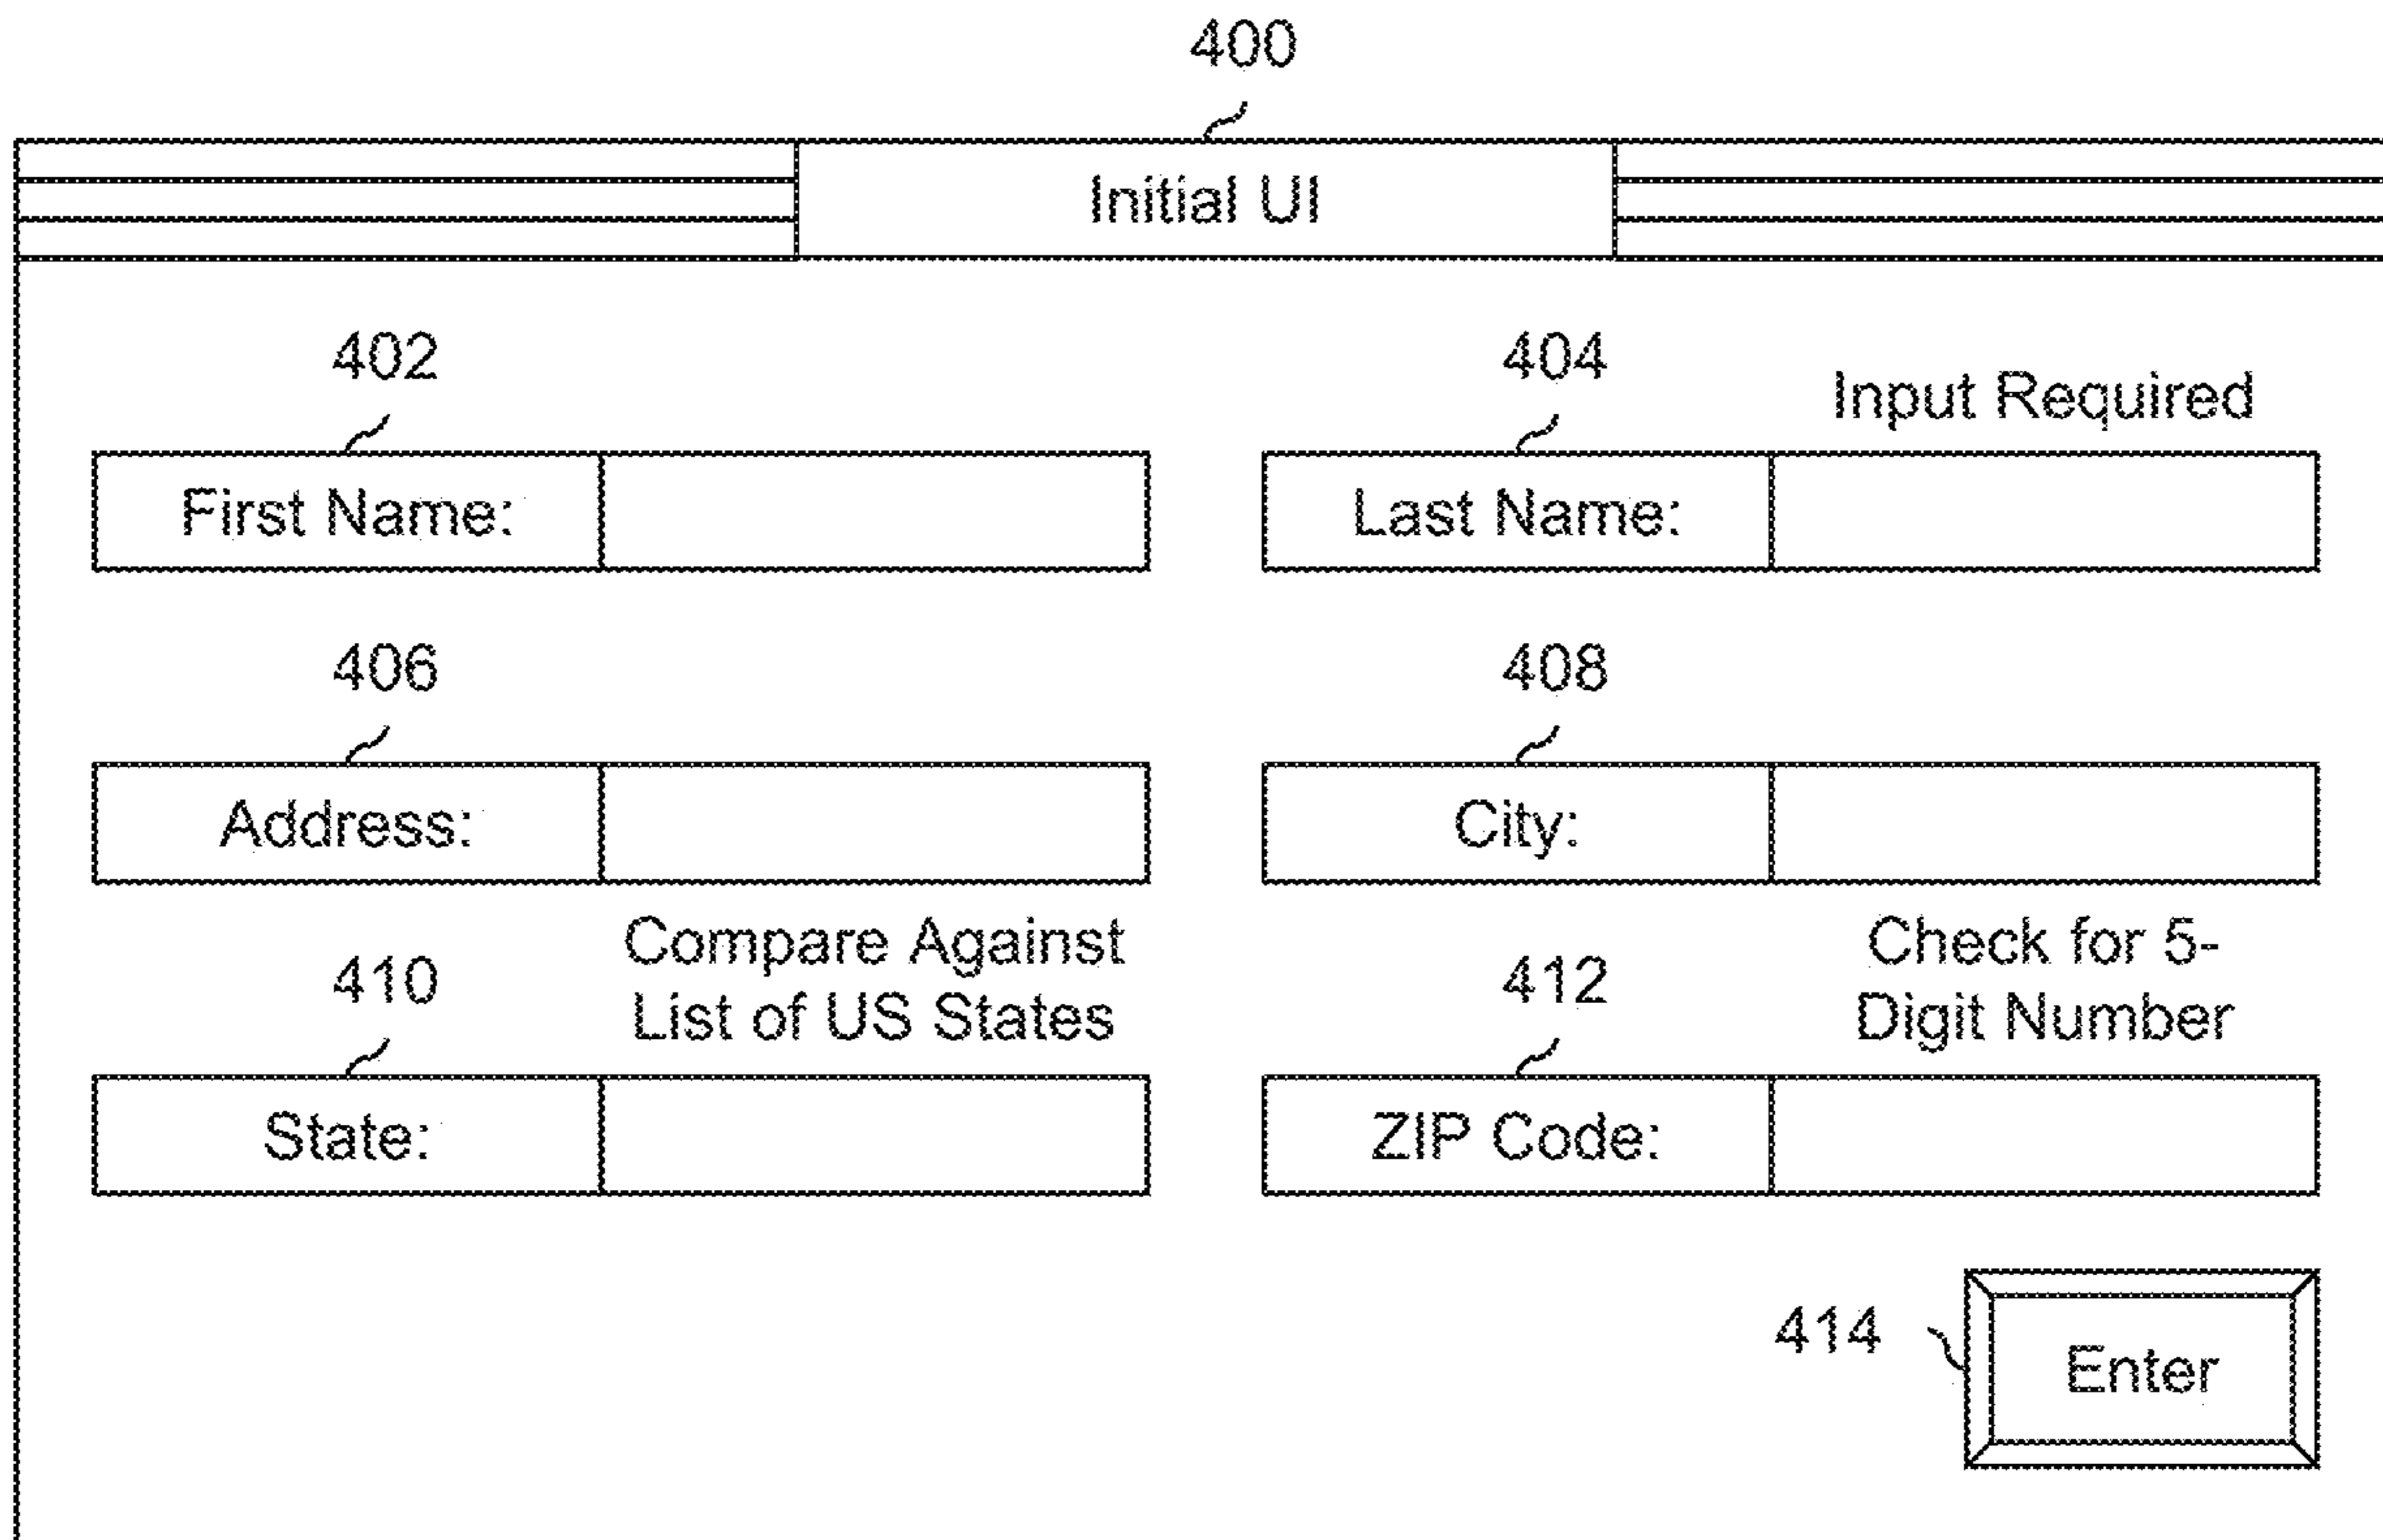 400
Initial UI
402
404
Input Required
First Name:
Last Name:
406
408
Address:
City:
410
Compare Against
List of US States
412
Check for 5-
Digit Number
State:
ZIP Code:
414
Enter